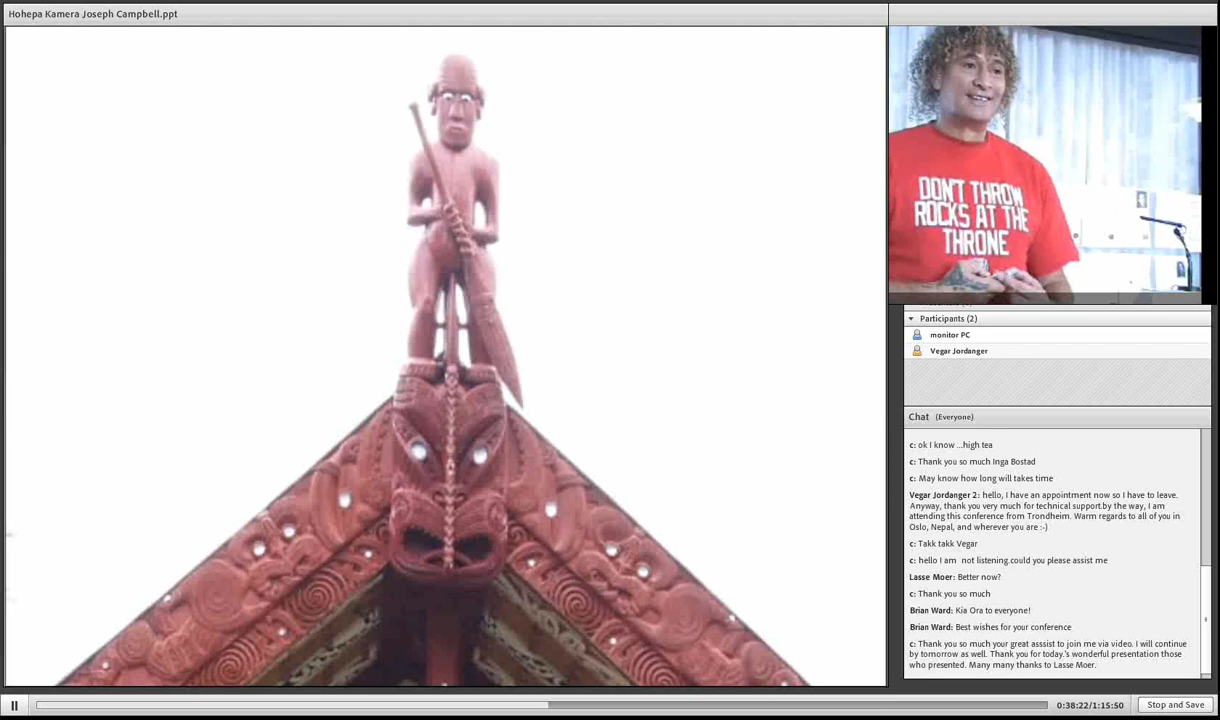 Hohepa Kamera Joseph Campbell.ppt
DON'T THROW
ROCKS AT THE
THRONE
Participants (2)
monitor PC
Vegar Jordanger
Chat (Everyone)
c: ok I know ...high tea
c: Thank you so much Inga Bostad
c: May know how long will takes time
Vegar Jordanger 2: hello, I have an appointment now so I have to leave.
Anyway, thank you very much for technical support.by the way, I am
attending this conference from Trondheim. Warm regards to all of you in
Oslo, Nepal, and wherever you are :-)
c: Takk takk Vegar
c: hello I am  not listening.could you please assist me
Lasse Moer: Better now?
c: Thank you so much
Brian Ward: Kia Ora to everyone!
Brian Ward: Best wishes for your conference
c: Thank you so much your great asssist to join me via video. I will continue
by tomorrow as well. Thank you for today.'s wonderful presentation those
who presented. Many many thanks to Lasse Moer.
0:38:22/1:15:50
Stop and Save